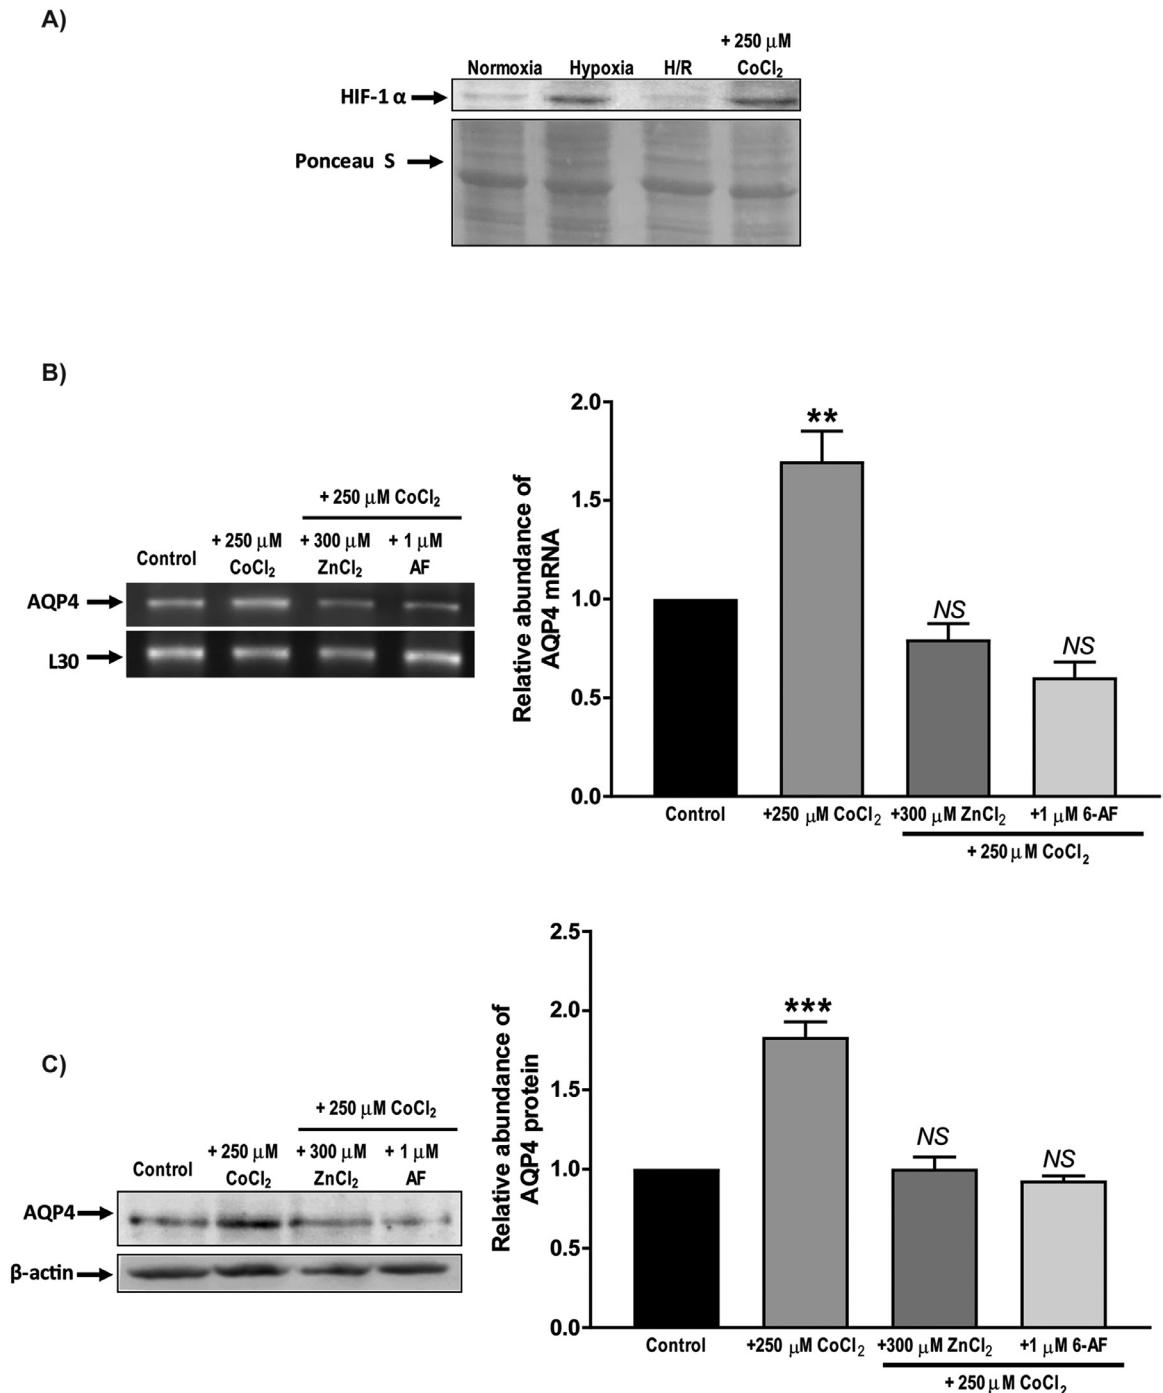 A)
+ 250 μM
Normoxia Hypoxia H/R CoCl2
HIF-1 α
Ponceau S
B)
+ 250 μM CoCl2
+ 250 μM + 300 μM + 1 μM
Control CoCl2 ZnCl2 AF
AQP4
L30
Relative abundance of
AQP4 mRNA
2.0
1.5
1.0
0.5
0.0
**
NS
NS
Control +250 μM CoCl2 +300 μM ZnCl2 +1 μM 6-AF
+ 250 μM CoCl2
C)
+ 250 μM CoCl2
+ 250 μM + 300 μM + 1 μM
Control CoCl2 ZnCl2 AF
AQP4
β-actin
Relative abundance of
AQP4 protein
2.5
2.0
1.5
1.0
0.5
0.0
***
NS
NS
Control +250 μM CoCl2 +300 μM ZnCl2 +1 μM 6-AF
+ 250 μM CoCl2